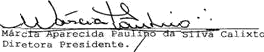 Márcia Aparecida Paulino da Silva Calixto
Diretora Presidente.